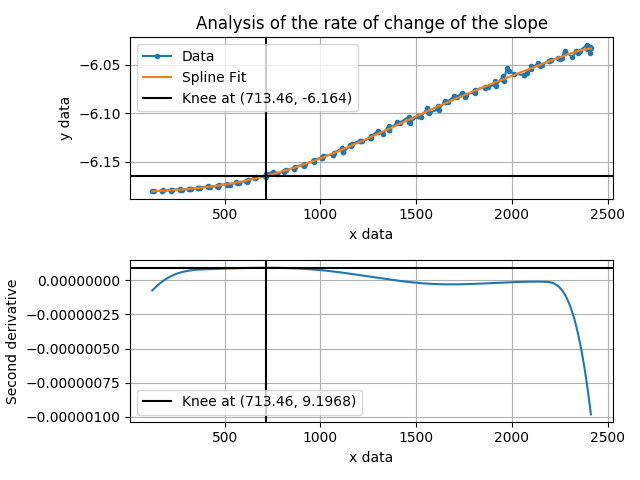 Analysis of the rate of change of the slope
Data
Spline Fit
Knee at (713.46, -6.164)
y data
−6.05
−6.10
−6.15
500 1000 1500 2000 2500
x data
Second derivative
0.00000000
−0.00000025
−0.00000050
−0.00000075
−0.00000100
Knee at (713.46, 9.1968)
500 1000 1500 2000 2500
x data